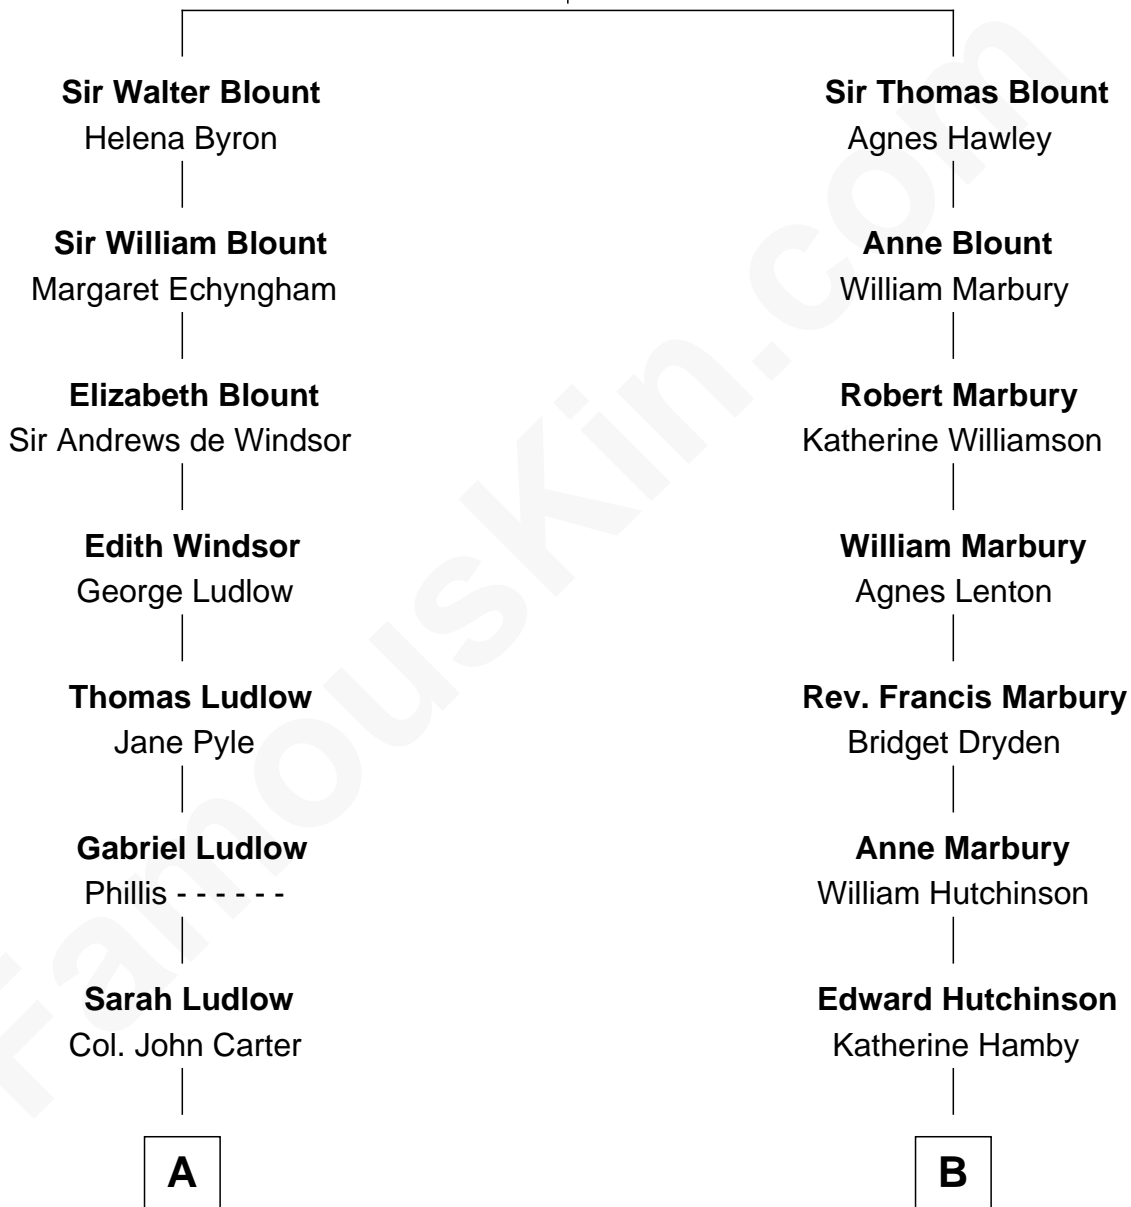 Sir Walter Blount
Helena Byron
Sir William Blount
Margaret Echyngham
Elizabeth Blount
Sir Andrews de Windsor
Edith Windsor
George Ludlow
Thomas Ludlow
Jane Pyle
Gabriel Ludlow
Phillis - - - - - -
Sarah Ludlow
Col. John Carter
A
Sir Thomas Blount
Agnes Hawley
Anne Blount
William Marbury
Robert Marbury
Katherine Williamson
William Marbury
Agnes Lenton
Rev. Francis Marbury
Bridget Dryden
Anne Marbury
William Hutchinson
Edward Hutchinson
Katherine Hamby
B
FamousKin.com